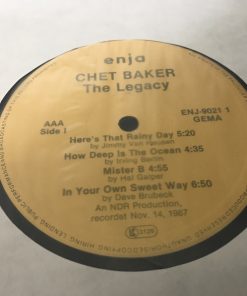 enja
CHET BAKER
The Legacy
AAA
Side I
ENJ-9021 1
GEMA
Here's That Rainy Day 5:20
by Jimmy Van Heusen
How Deep Is The Ocean 4:35
by Irving Berlin
Mister B 4:55
by Hal Galper
In Your Own Sweet Way 6:50
by Dave Brubeck
An NDR Production,
recordet Nov. 14, 1987